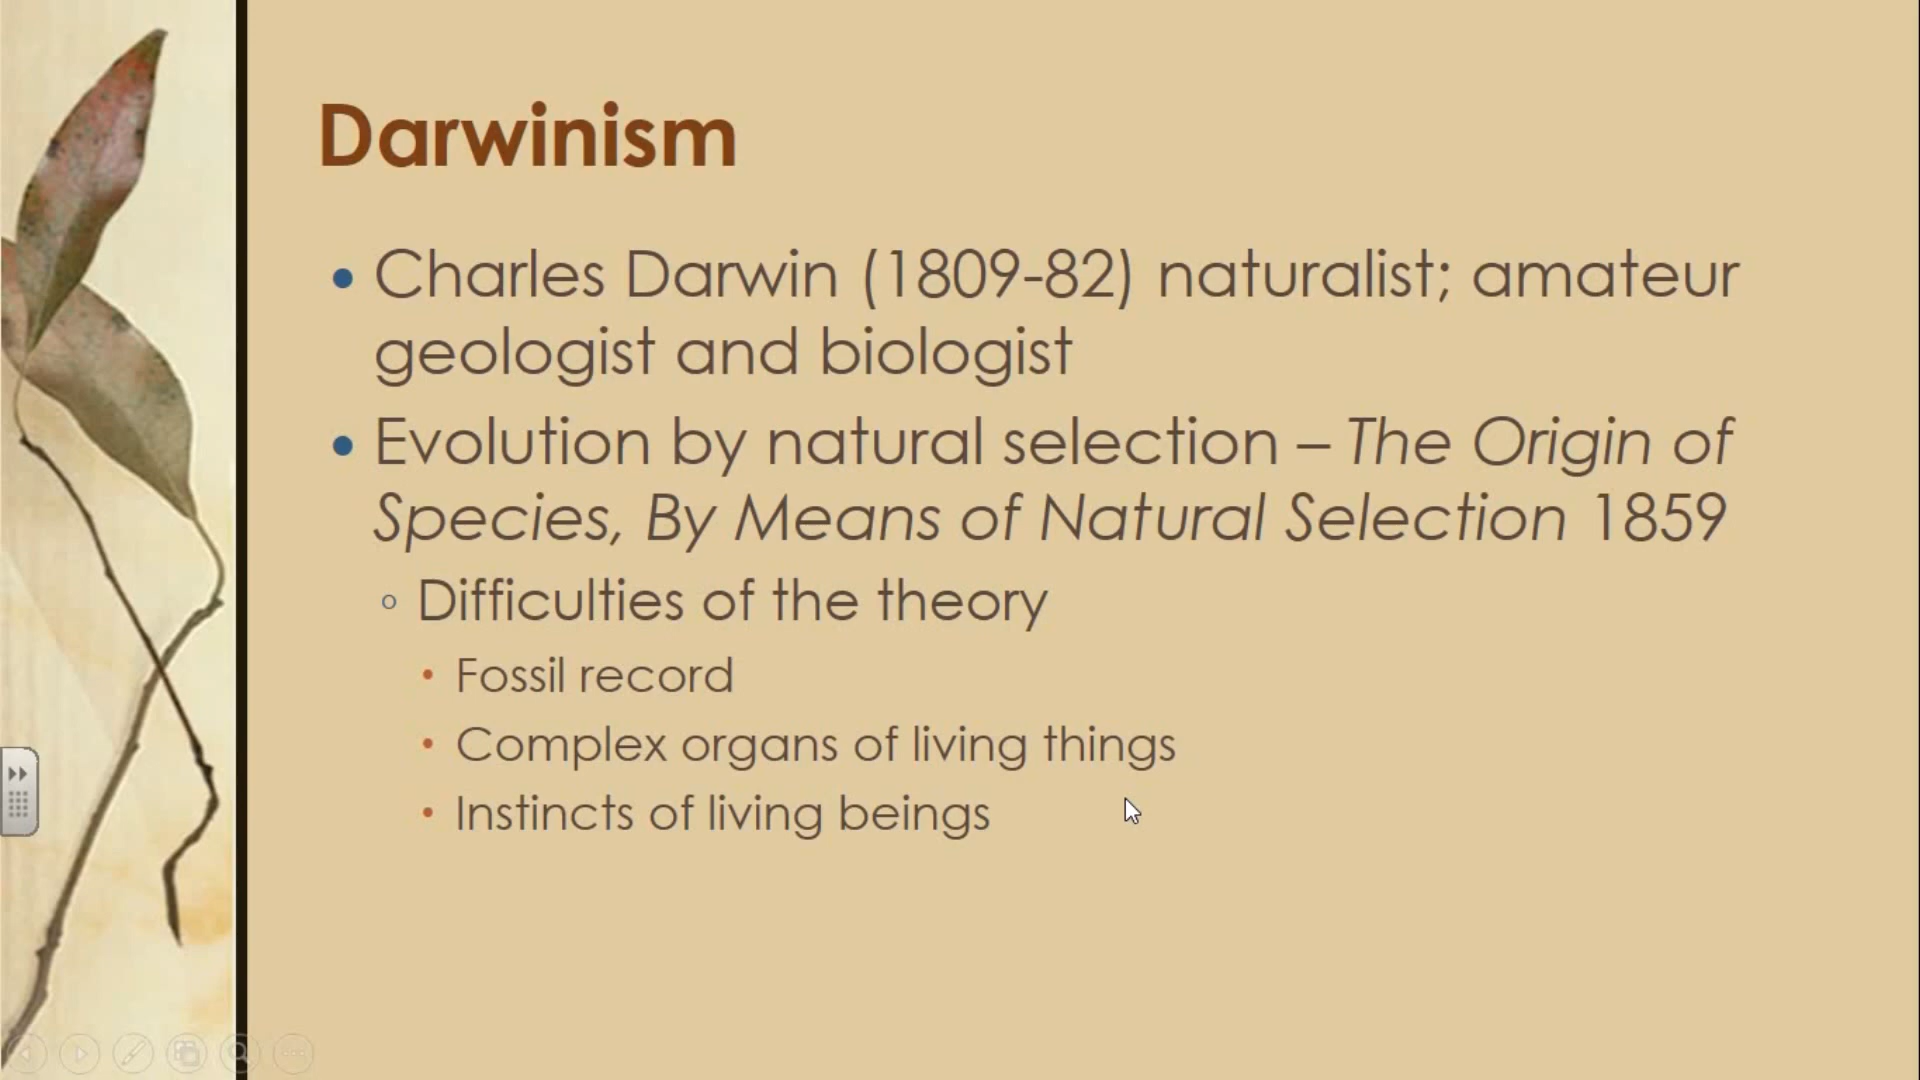 Darwinism
• Charles Darwin (1809-82) naturalist; amateur
geologist and biologist
• Evolution by natural selection – The Origin of
Species, By Means of Natural Selection 1859
◦ Difficulties of the theory
• Fossil record
• Complex organs of living things
• Instincts of living beings